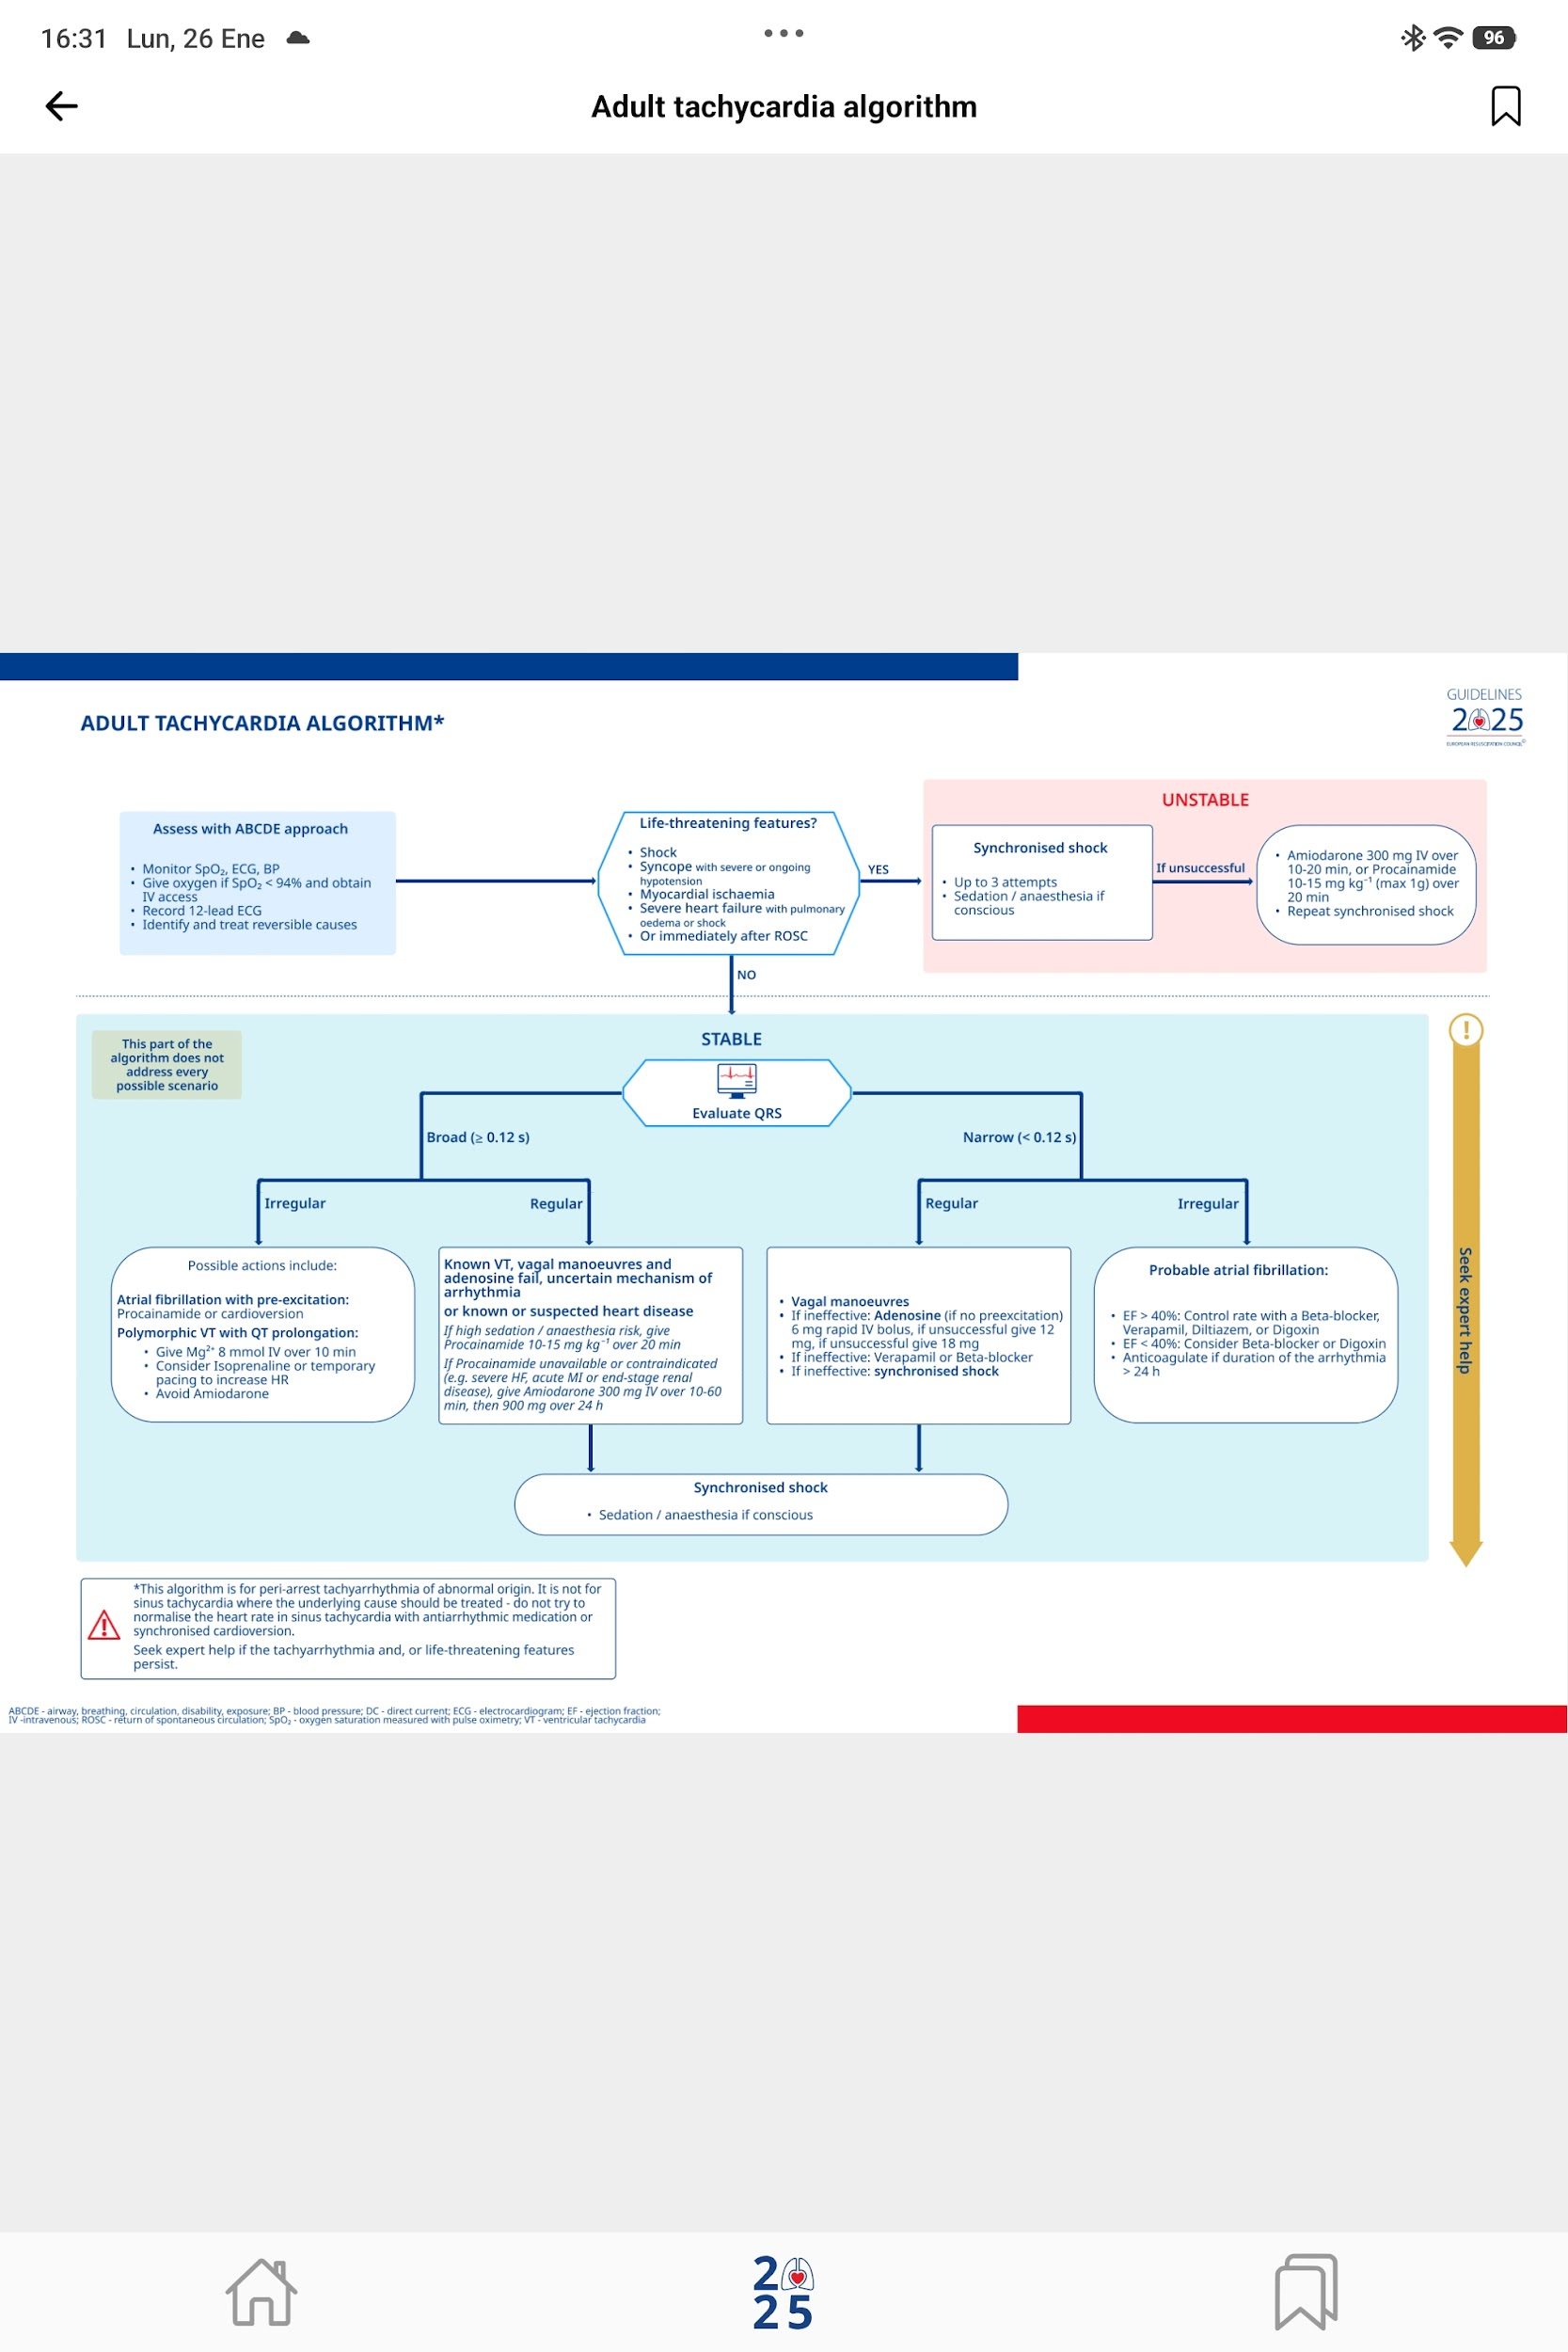 16:31 Lun, 26 Ene
96
Adult tachycardia algorithm
GUIDELINES
2025
EUROPEAN RESUSCITATION COUNCIL©
ADULT TACHYCARDIA ALGORITHM*
Assess with ABCDE approach
• Monitor SpO₂, ECG, BP
• Give oxygen if SpO₂ < 94% and obtain
IV access
• Record 12-lead ECG
• Identify and treat reversible causes
Life-threatening features?
• Shock
• Syncope with severe or ongoing
hypotension
• Myocardial ischaemia
• Severe heart failure with pulmonary
oedema or shock
• Or immediately after ROSC
YES
NO
UNSTABLE
Synchronised shock
• Up to 3 attempts
• Sedation / anaesthesia if
conscious
If unsuccessful
• Amiodarone 300 mg IV over
10-20 min, or Procainamide
10-15 mg kg⁻¹ (max 1g) over
20 min
• Repeat synchronised shock
This part of the
algorithm does not
address every
possible scenario
STABLE
Evaluate QRS
Broad (≥ 0.12 s)
Narrow (< 0.12 s)
Irregular
Regular
Regular
Irregular
Possible actions include:
Atrial fibrillation with pre-excitation:
Procainamide or cardioversion
Polymorphic VT with QT prolongation:
• Give Mg²⁺ 8 mmol IV over 10 min
• Consider Isoprenaline or temporary
pacing to increase HR
• Avoid Amiodarone
Known VT, vagal manoeuvres and
adenosine fail, uncertain mechanism of
arrhythmia
or known or suspected heart disease
If high sedation / anaesthesia risk, give
Procainamide 10-15 mg kg⁻¹ over 20 min
If Procainamide unavailable or contraindicated
(e.g. severe HF, acute MI or end-stage renal
disease), give Amiodarone 300 mg IV over 10-60
min, then 900 mg over 24 h
• Vagal manoeuvres
• If ineffective: Adenosine (if no preexcitation)
6 mg rapid IV bolus, if unsuccessful give 12
mg, if unsuccessful give 18 mg
• If ineffective: Verapamil or Beta-blocker
• If ineffective: synchronised shock
Probable atrial fibrillation:
• EF > 40%: Control rate with a Beta-blocker,
Verapamil, Diltiazem, or Digoxin
• EF < 40%: Consider Beta-blocker or Digoxin
• Anticoagulate if duration of the arrhythmia
> 24 h
Synchronised shock
• Sedation / anaesthesia if conscious
!
Seek expert help
*This algorithm is for peri-arrest tachyarrhythmia of abnormal origin. It is not for
sinus tachycardia where the underlying cause should be treated - do not try to
normalise the heart rate in sinus tachycardia with antiarrhythmic medication or
synchronised cardioversion.
Seek expert help if the tachyarrhythmia and, or life-threatening features
persist.
ABCDE - airway, breathing, circulation, disability, exposure; BP - blood pressure; DC - direct current; ECG - electrocardiogram; EF - ejection fraction;
IV -intravenous; ROSC - return of spontaneous circulation; SpO₂ - oxygen saturation measured with pulse oximetry; VT - ventricular tachycardia
20
25